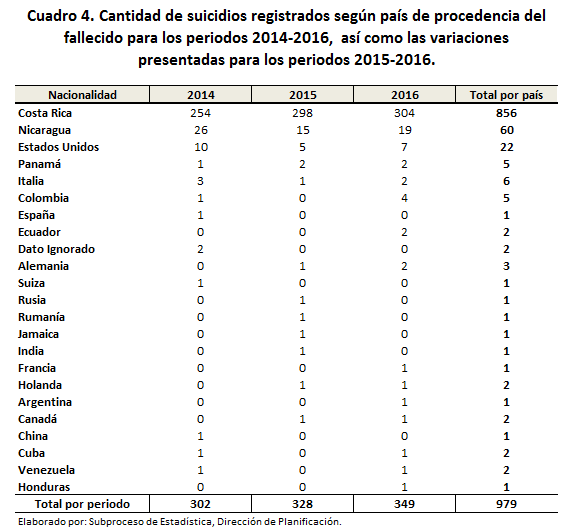 Cuadro 4. Cantidad de suicidios registrados según país de procedencia del
fallecido para los periodos 2014-2016, así como las variaciones
presentadas para los periodos 2015-2016.
Nacionalidad 2014 2015 2016 Total por país
Costa Rica 254 298 304 856
Nicaragua 26 15 19 60
Estados Unidos 10 5 7 22
Panamá 1 2 2 5
Italia 3 1 2 6
Colombia 1 0 4 5
España 1 0 0 1
Ecuador 0 0 2 2
Dato Ignorado 2 0 0 2
Alemania 0 1 2 3
Suiza 1 0 0 1
Rusia 0 1 0 1
Rumanía 0 1 0 1
Jamaica 0 1 0 1
India 0 1 0 1
Francia 0 0 1 1
Holanda 0 1 1 2
Argentina 0 0 1 1
Canadá 0 1 1 2
China 1 0 0 1
Cuba 1 0 1 2
Venezuela 1 0 1 2
Honduras 0 0 1 1
Total por periodo 302 328 349 979
Elaborado por: Subproceso de Estadística, Dirección de Planificación.